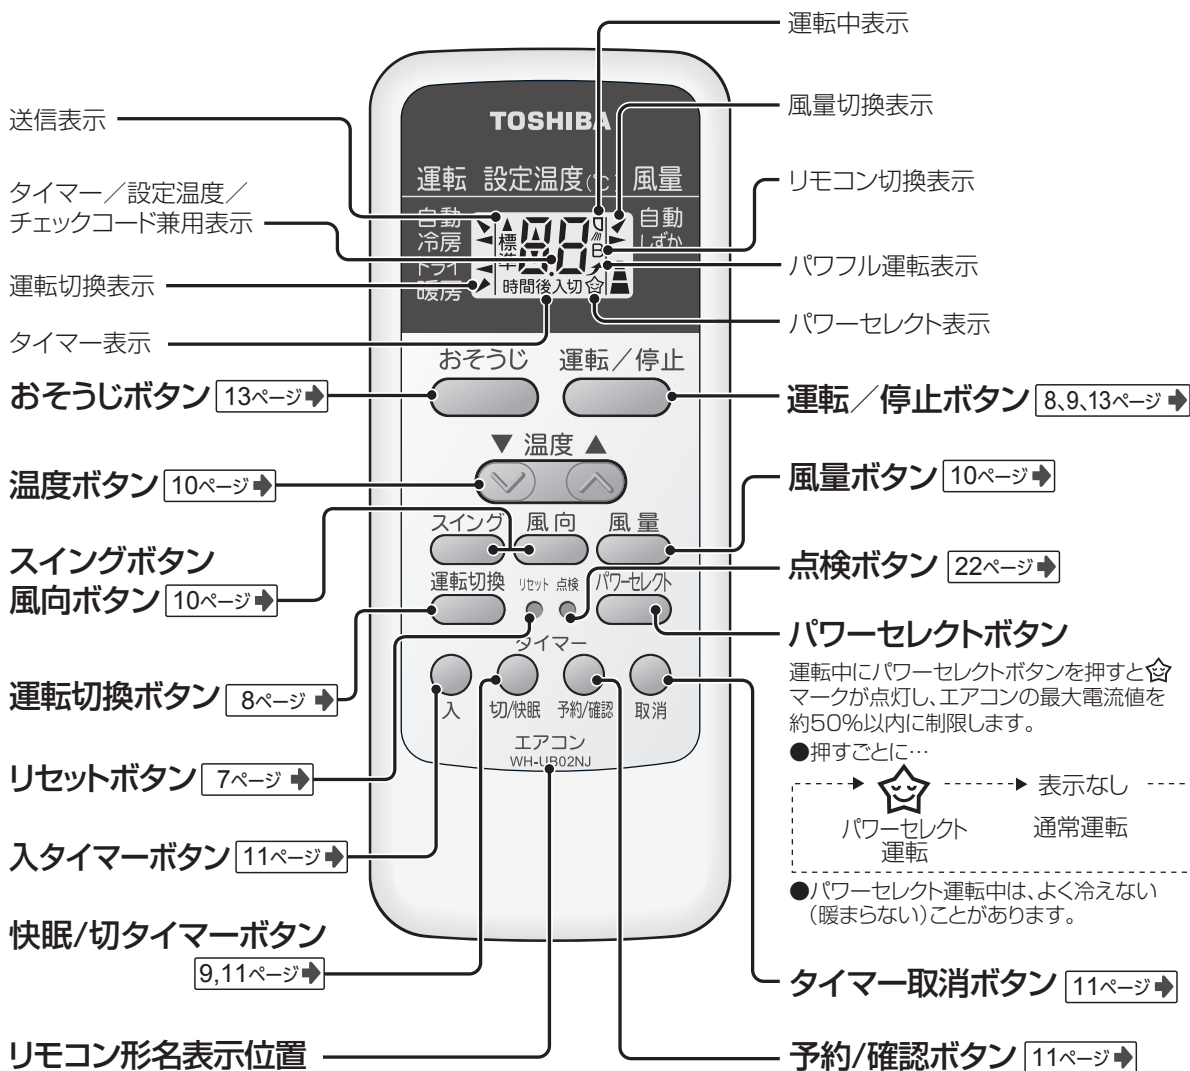 運転中表示
送信表示
風量切換表示
タイマー／設定温度／
チェックコード兼用表示
リモコン切換表示
運転切換表示
パワフル運転表示
タイマー表示
パワーセレクト表示
TOSHIBA
運転 設定温度(℃) 風量
自動
冷房
ドライ
暖房
標準
8.8
B
時間後入切
自動
しずか
おそうじ 運転／停止
▼ 温度 ▲
スイング 風向 風量
運転切換 リセット 点検 パワーセレクト
タイマー
入 切/快眠 予約/確認 取消
エアコン
WH-UB02NJ
おそうじボタン 13ページ
温度ボタン 10ページ
スイングボタン
風向ボタン 10ページ
運転切換ボタン 8ページ
リセットボタン 7ページ
入タイマーボタン 11ページ
快眠/切タイマーボタン
9,11ページ
リモコン形名表示位置
運転／停止ボタン 8、9、13ページ
風量ボタン 10ページ
点検ボタン 22ページ
パワーセレクトボタン
運転中にパワーセレクトボタンを押すと
マークが点灯し、エアコンの最大電流値を
約50％以内に制限します。
●押すごとに…
表示なし
パワーセレクト
運転
通常運転
●パワーセレクト運転中は、よく冷えない
（暖まらない）ことがあります。
タイマー取消ボタン 11ページ
予約/確認ボタン 11ページ